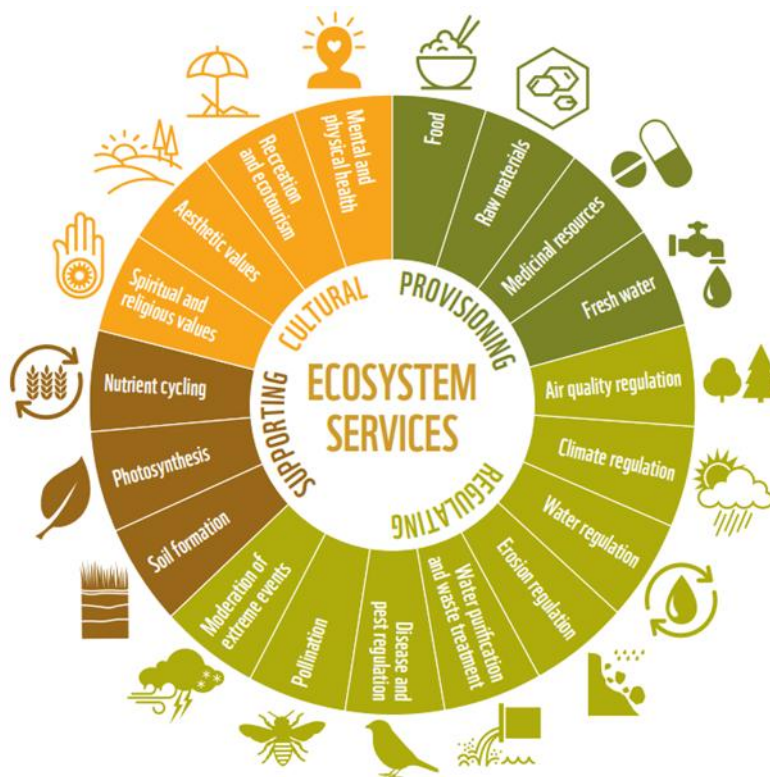 ECOSYSTEM
SERVICES
PROVISIONING
Food
Raw materials
Medicinal resources
Fresh water
REGULATING
Air quality regulation
Climate regulation
Water regulation
Erosion regulation
Water purification
and waste treatment
Disease and
pest regulation
Pollination
Moderation of
extreme events
SUPPORTING
Soil formation
Photosynthesis
Nutrient cycling
CULTURAL
Spiritual and
religious values
Aesthetic values
Recreation
and ecotourism
Mental and
physical health